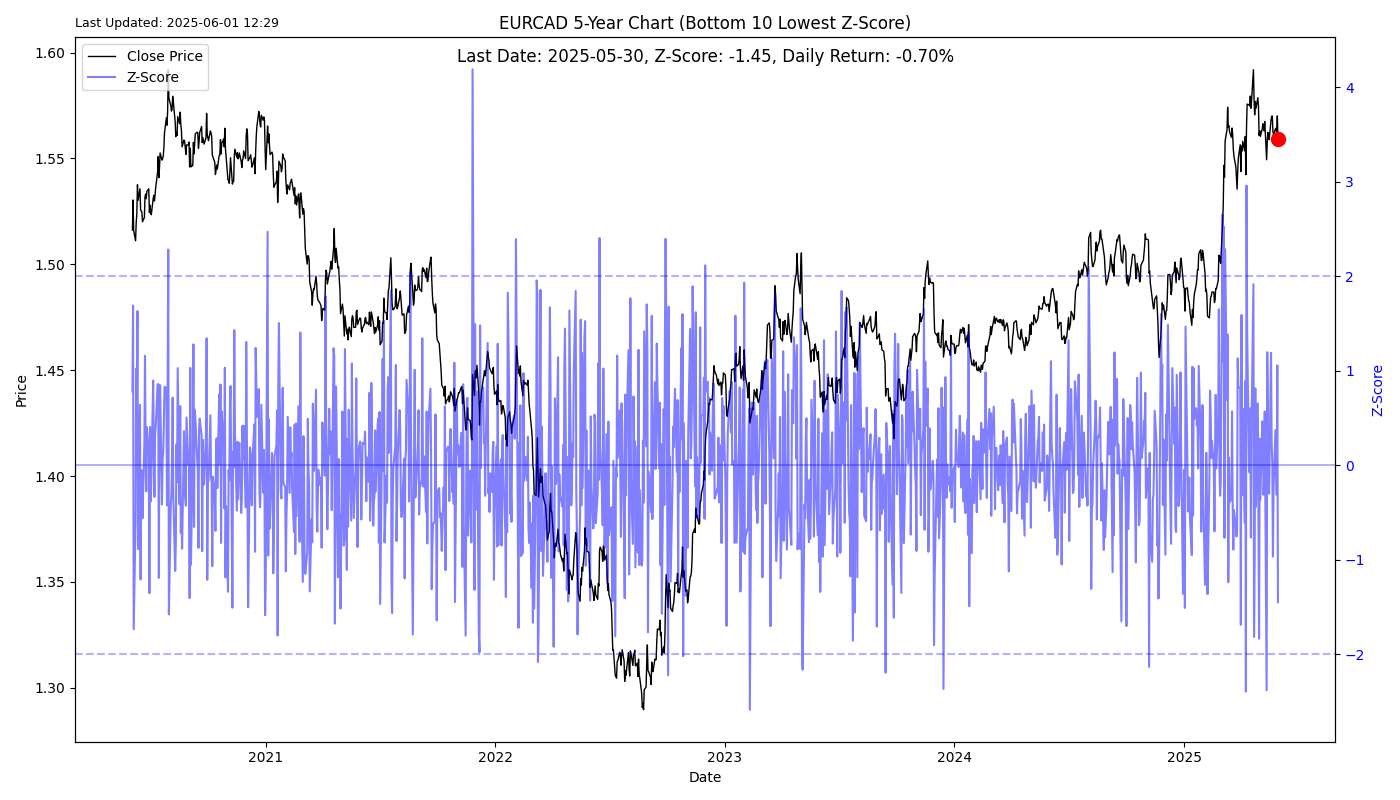 Last Updated: 2025-06-01 12:29
EURCAD 5-Year Chart (Bottom 10 Lowest Z-Score)
Last Date: 2025-05-30, Z-Score: -1.45, Daily Return: -0.70%
Close Price
Z-Score
Price
1.60
1.55
1.50
1.45
1.40
1.35
1.30
4
3
2
1
0
−1
−2
Z-Score
2021
2022
2023
2024
2025
Date